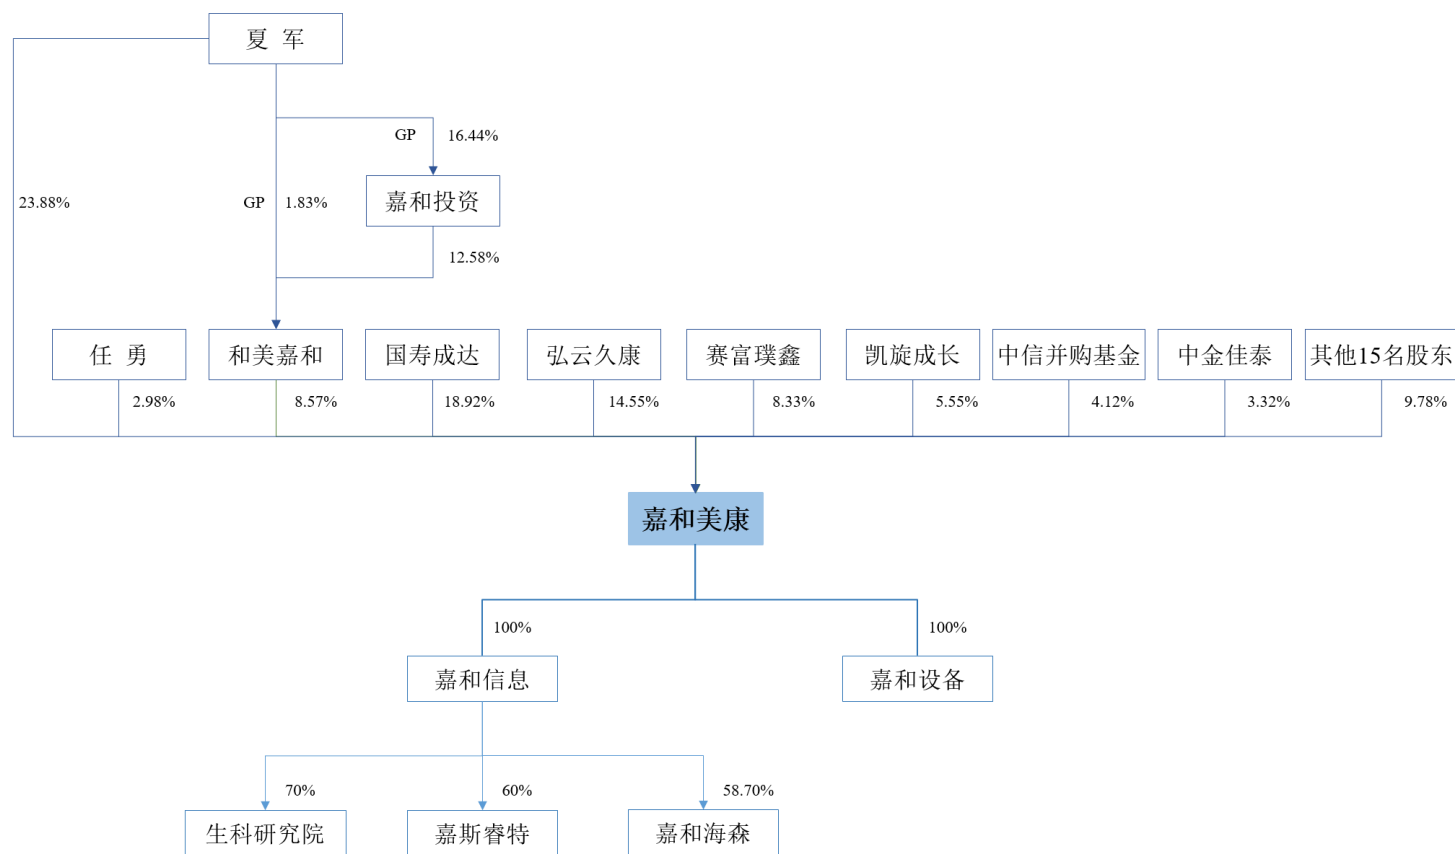 夏 军
GP
16.44%
23.88%
GP
1.83%
嘉和投资
12.58%
任 勇
和美嘉和
国寿成达
弘云久康
赛富璞鑫
凯旋成长
中信并购基金
中金佳泰
其他15名股东
2.98%
8.57%
18.92%
14.55%
8.33%
5.55%
4.12%
3.32%
9.78%
嘉和美康
100%
100%
嘉和信息
嘉和设备
70%
60%
58.70%
生科研究院
嘉斯睿特
嘉和海森